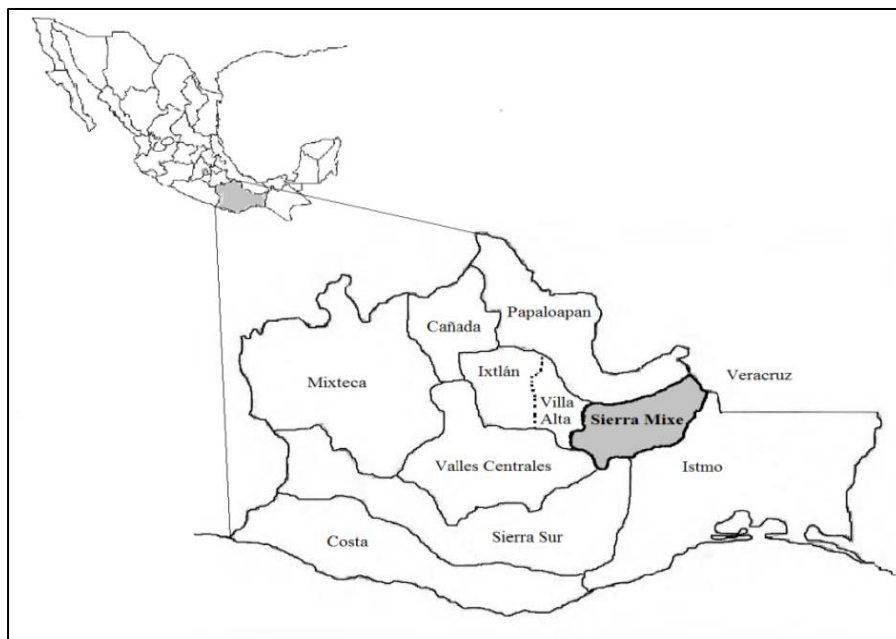 Papaloapan
Cañada
Ixtlán
Mixteca
Villa
Alta
Veracruz
Sierra Mixe
Valles Centrales
Istmo
Costa
Sierra Sur